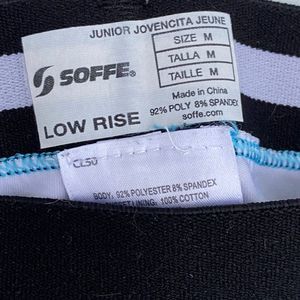 JUNIOR JOVENCITA JEUNE
SOFFE®
SIZE M
TALLA M
TAILLE M
Made in China
LOW RISE
92% POLY 8% SPANDEX
soffe.com
CL50
BODY: 92% POLYESTER 8% SPANDEX
LINING: 100% COTTON